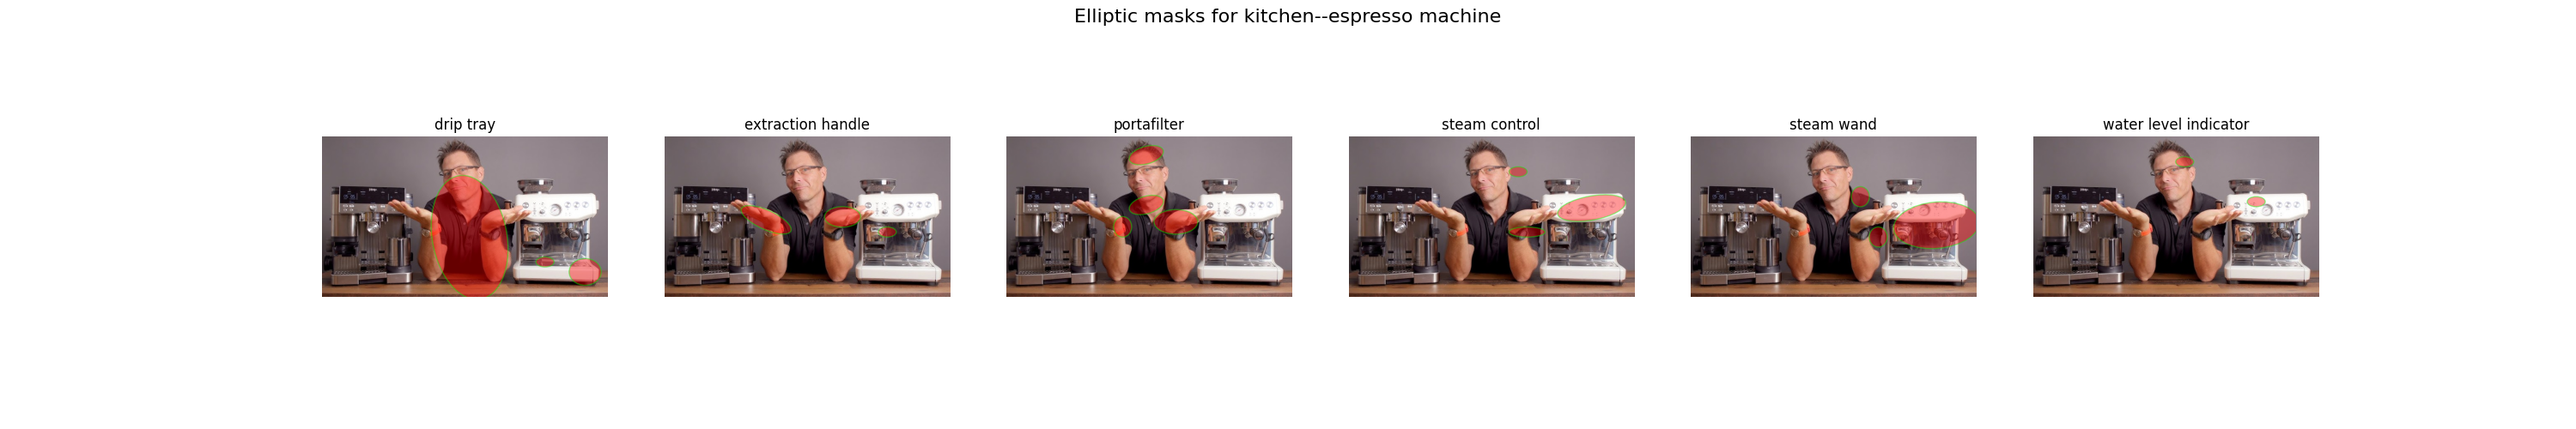 Elliptic masks for kitchen--espresso machine
drip tray
extraction handle
portafilter
steam control
steam wand
water level indicator